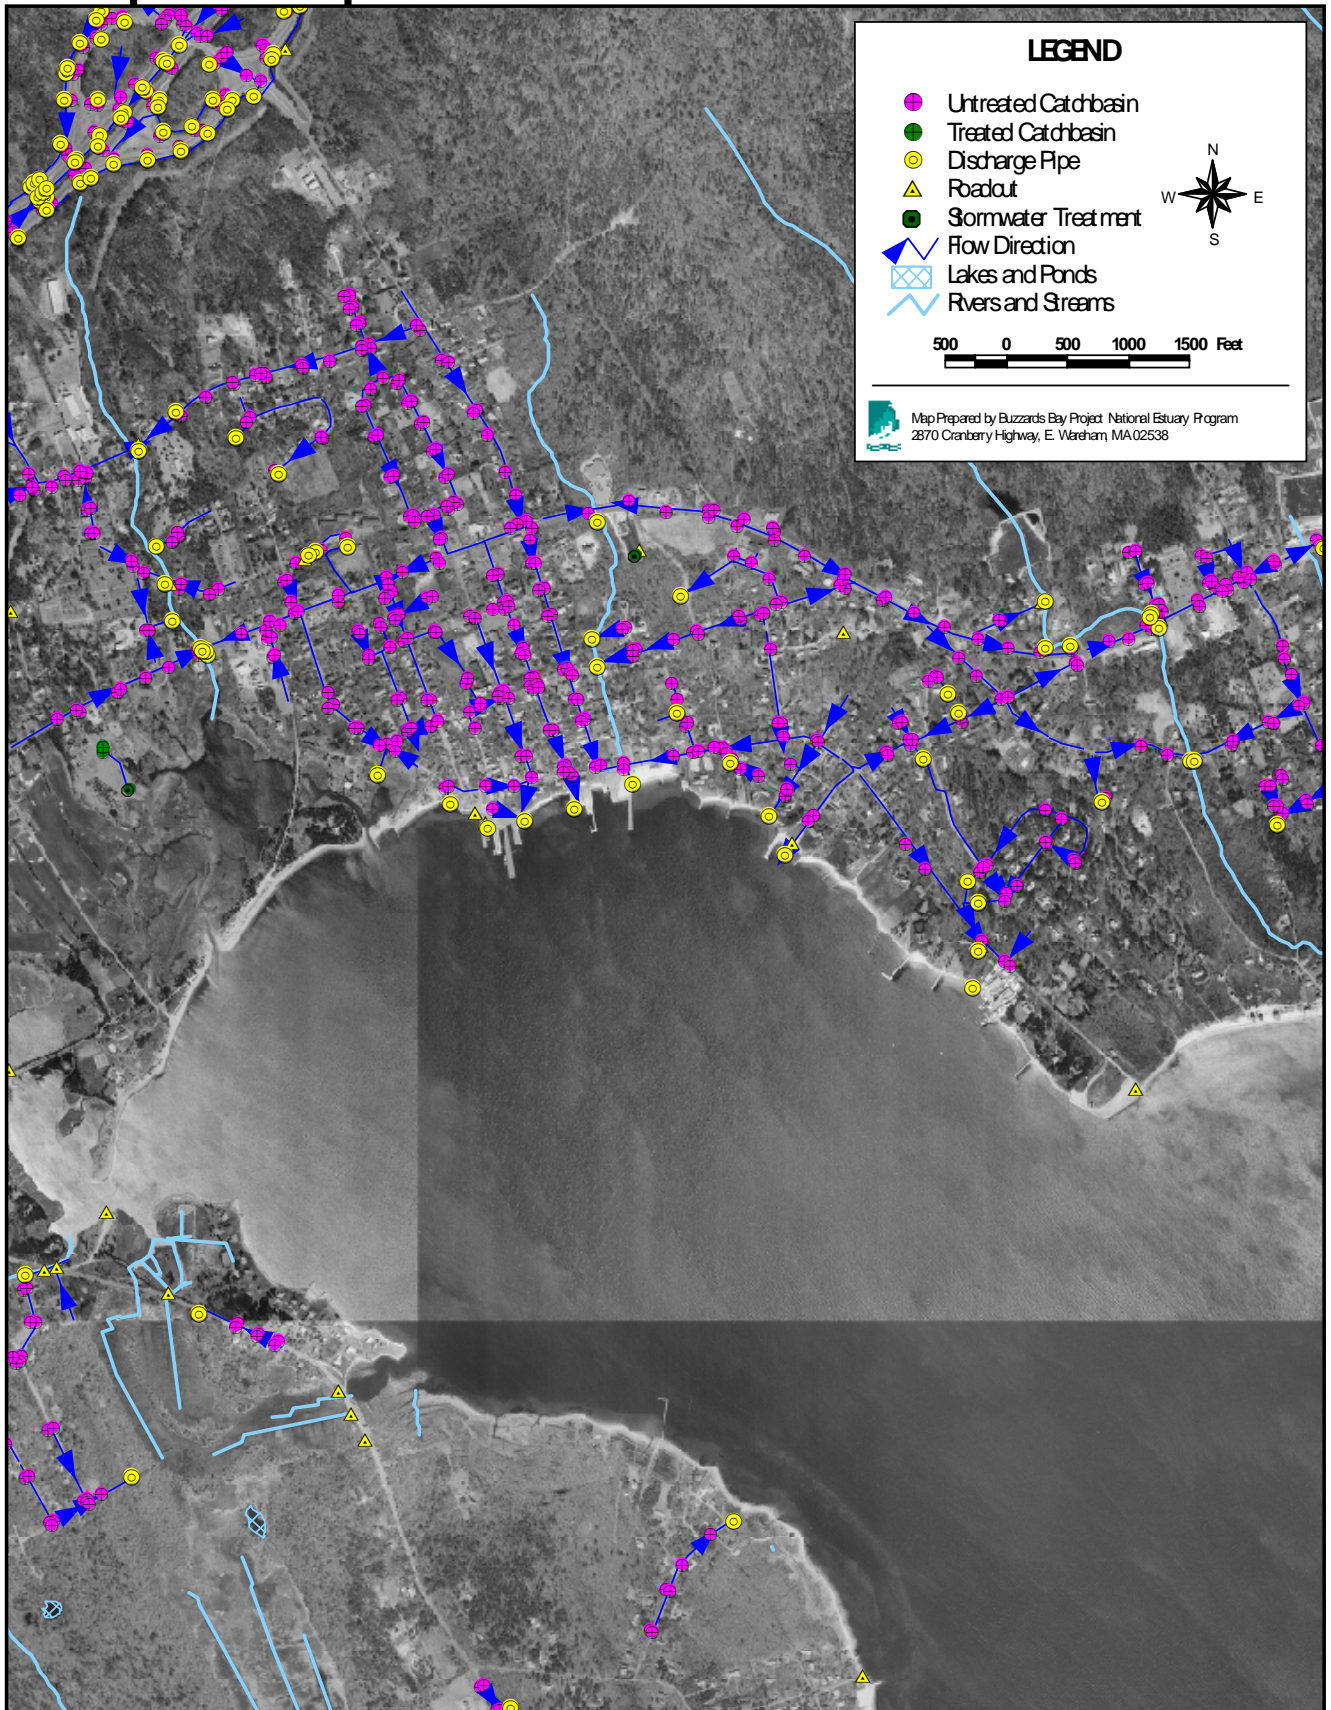 LEGEND
Untreated Catchbasin
Treated Catchbasin
Discharge Pipe
Roadcut
Stormwater Treatment
Flow Direction
Lakes and Ponds
Rivers and Streams
N
W E
S
500 0 500 1000 1500 Feet
Map Prepared by Buzzards Bay Project National Estuary Program
2870 Cranberry Highway, E. Wareham, MA 02538